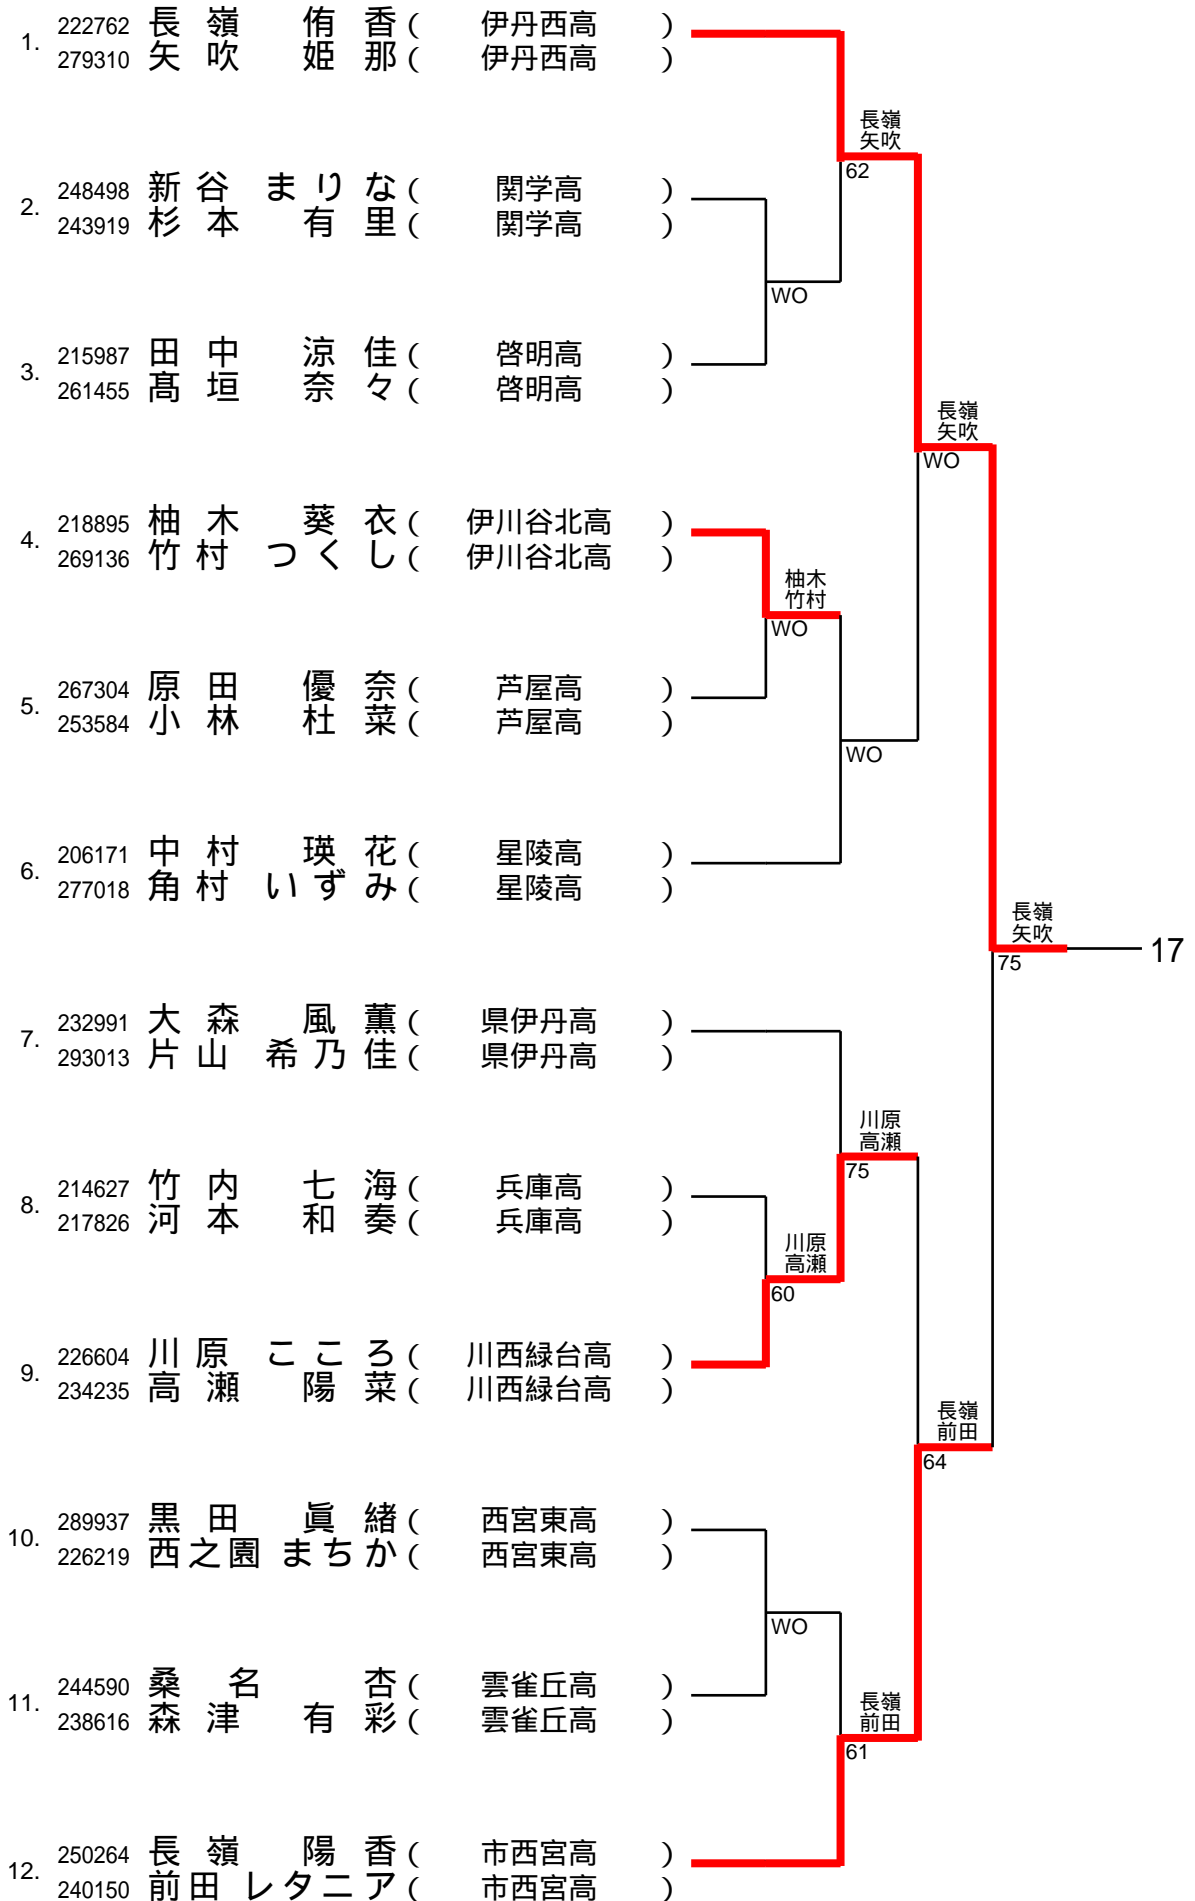 1. 222762 長嶺 侑香 ( 伊丹西高 )
279310 矢吹 姫那 ( 伊丹西高 )
長嶺
矢吹
62
2. 248498 新谷 まりな ( 関学高 )
243919 杉本 有里 ( 関学高 )
WO
3. 215987 田中 涼佳 ( 啓明高 )
261455 髙垣 奈々 ( 啓明高 )
長嶺
矢吹
WO
4. 218895 柚木 葵衣 ( 伊川谷北高 )
269136 竹村 つくし ( 伊川谷北高 )
柚木
竹村
WO
5. 267304 原田 優奈 ( 芦屋高 )
253584 小林 杜菜 ( 芦屋高 )
WO
6. 206171 中村 瑛花 ( 星陵高 )
277018 角村 いずみ ( 星陵高 )
長嶺
矢吹
75
17
7. 232991 大森 風薫 ( 県伊丹高 )
293013 片山 希乃佳 ( 県伊丹高 )
川原
高瀬
75
8. 214627 竹内 七海 ( 兵庫高 )
217826 河本 和奏 ( 兵庫高 )
川原
高瀬
60
9. 226604 川原 こころ ( 川西緑台高 )
234235 高瀬 陽菜 ( 川西緑台高 )
長嶺
前田
64
10. 289937 黒田 眞緒 ( 西宮東高 )
226219 西之園 まちか ( 西宮東高 )
WO
11. 244590 桑名 杏 ( 雲雀丘高 )
238616 森津 有彩 ( 雲雀丘高 )
長嶺
前田
61
12. 250264 長嶺 陽香 ( 市西宮高 )
240150 前田 レタニア ( 市西宮高 )